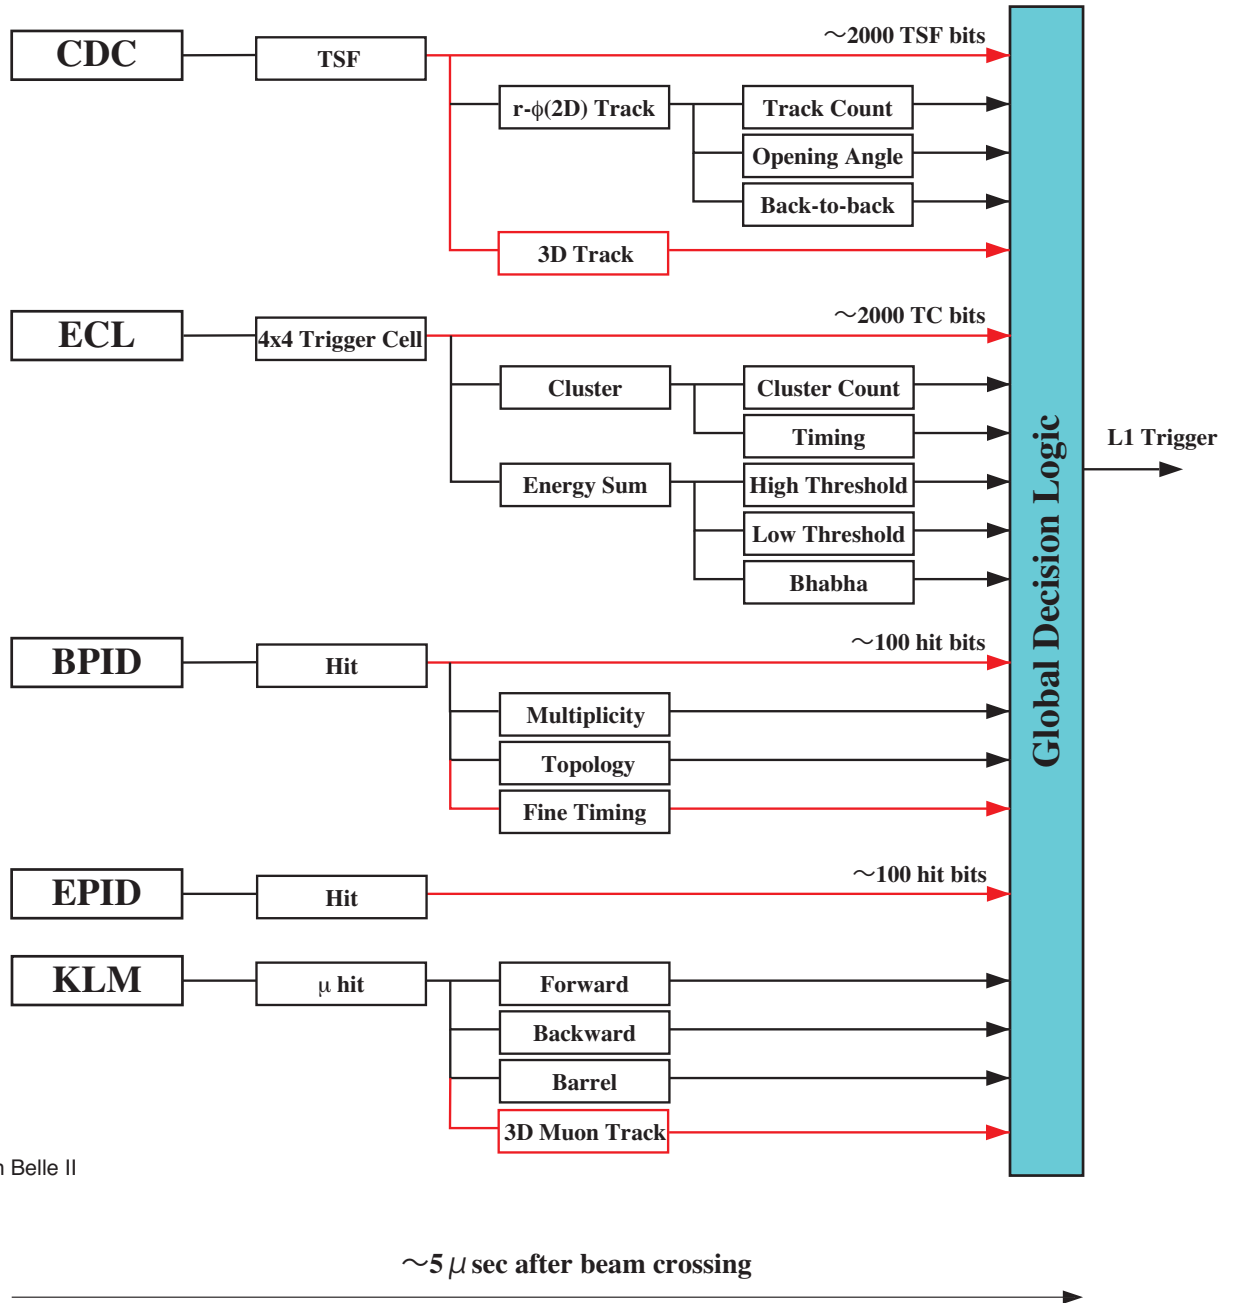 CDC
TSF
～2000 TSF bits
r-ϕ(2D) Track
Track Count
Opening Angle
Back-to-back
3D Track
ECL
4x4 Trigger Cell
～2000 TC bits
Cluster
Cluster Count
Timing
Energy Sum
High Threshold
Low Threshold
Bhabha
Global Decision Logic
L1 Trigger
BPID
Hit
～100 hit bits
Multiplicity
Topology
Fine Timing
EPID
Hit
～100 hit bits
KLM
μ hit
Forward
Backward
Barrel
3D Muon Track
Belle II
～5 μ sec after beam crossing